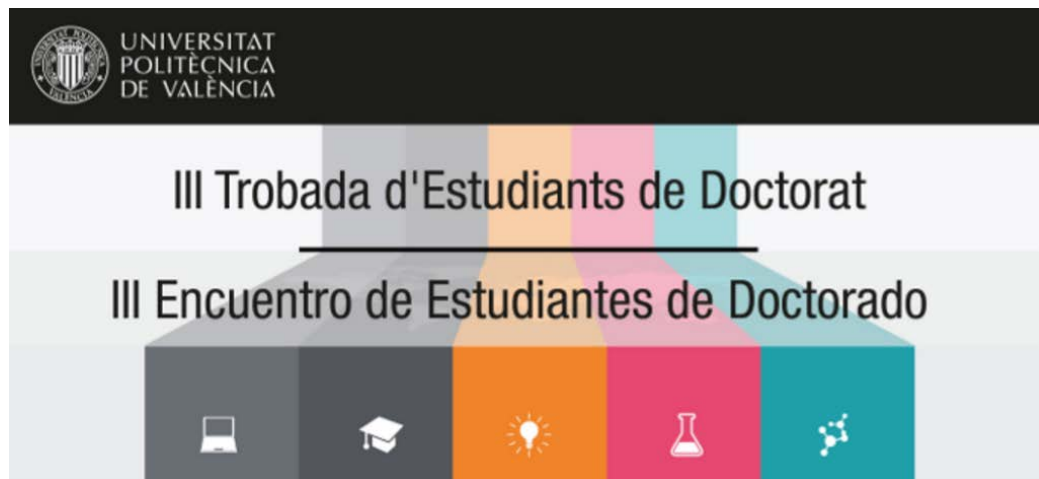 UNIVERSITAT
POLITÈCNICA
DE VALÈNCIA
III Trobada d'Estudiants de Doctorat
III Encuentro de Estudiantes de Doctorado